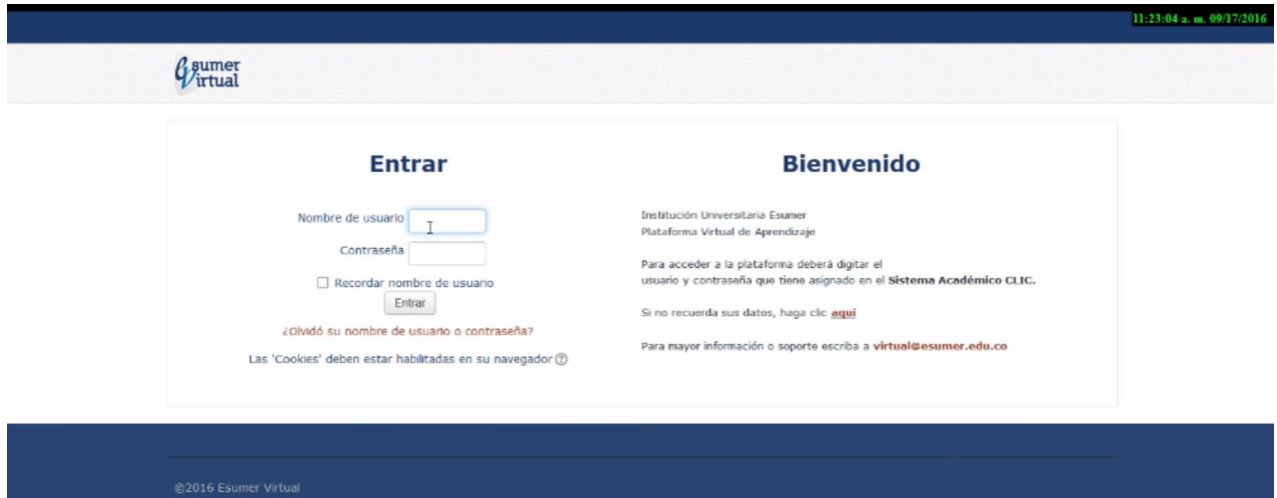 11:23:04 a. m. 09/17/2016
esumer
Virtual
Entrar
Nombre de usuario
Contraseña
Recordar nombre de usuario
Entrar
¿Olvidó su nombre de usuario o contraseña?
Las 'Cookies' deben estar habilitadas en su navegador
Bienvenido
Institución Universitaria Esumer
Plataforma Virtual de Aprendizaje
Para acceder a la plataforma deberá digitar el
usuario y contraseña que tiene asignado en el Sistema Académico CLIC.
Si no recuerda sus datos, haga clic aquí
Para mayor información o soporte escriba a virtual@esumer.edu.co
©2016 Esumer Virtual